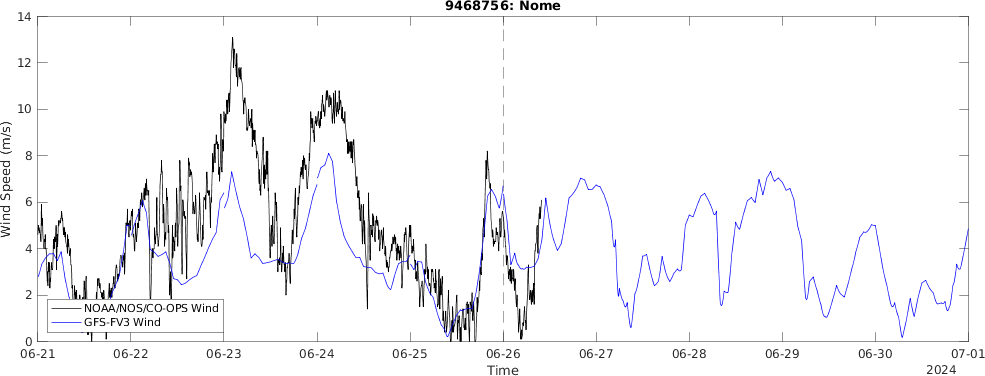 9468756: Nome
14
12
10
8
6
4
2
0
Wind Speed (m/s)
NOAA/NOS/CO-OPS Wind
GFS-FV3 Wind
06-21 06-22 06-23 06-24 06-25 06-26 06-27 06-28 06-29 06-30 07-01
Time
2024